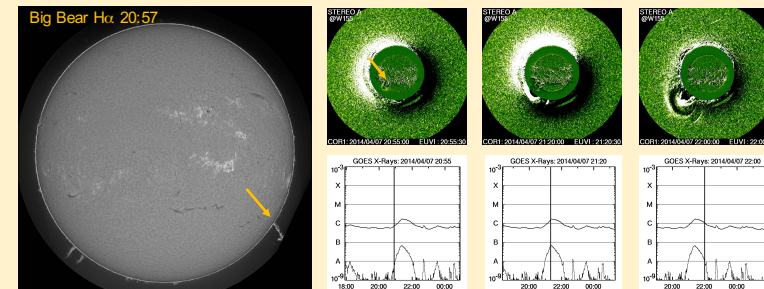 Big Bear Hα 20:57
STEREO A
@W155
COR1: 2014/04/07 20:55:00 EUVI : 20:55:30
STEREO A
@W155
COR1: 2014/04/07 21:20:00 EUVI : 21:20:30
STEREO A
@W155
COR1: 2014/04/07 22:00:00 EUVI : 22:00
GOES X-Rays: 2014/04/07 20:55
10-3
X
M
C
B
A
10-9
18:00 20:00 22:00 00:00
GOES X-Rays: 2014/04/07 21:20
10-3
X
M
C
B
A
10-9
20:00 22:00 00:00
GOES X-Rays: 2014/04/07 22:00
10-3
X
M
C
B
A
10-9
20:00 22:00 00:00